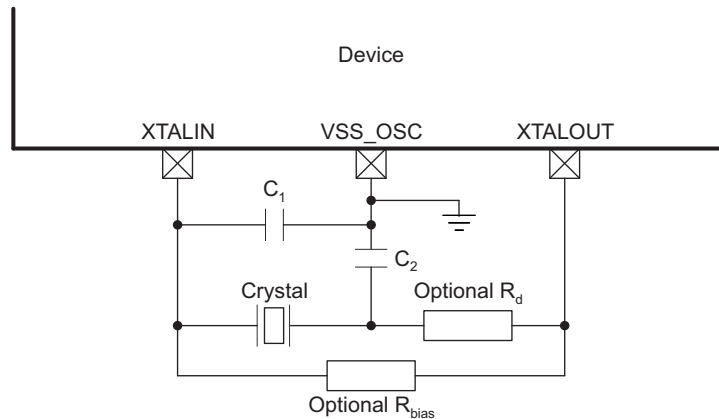 Device
XTALIN
VSS_OSC
XTALOUT
C1
C2
Crystal
Optional Rd
Optional Rbias